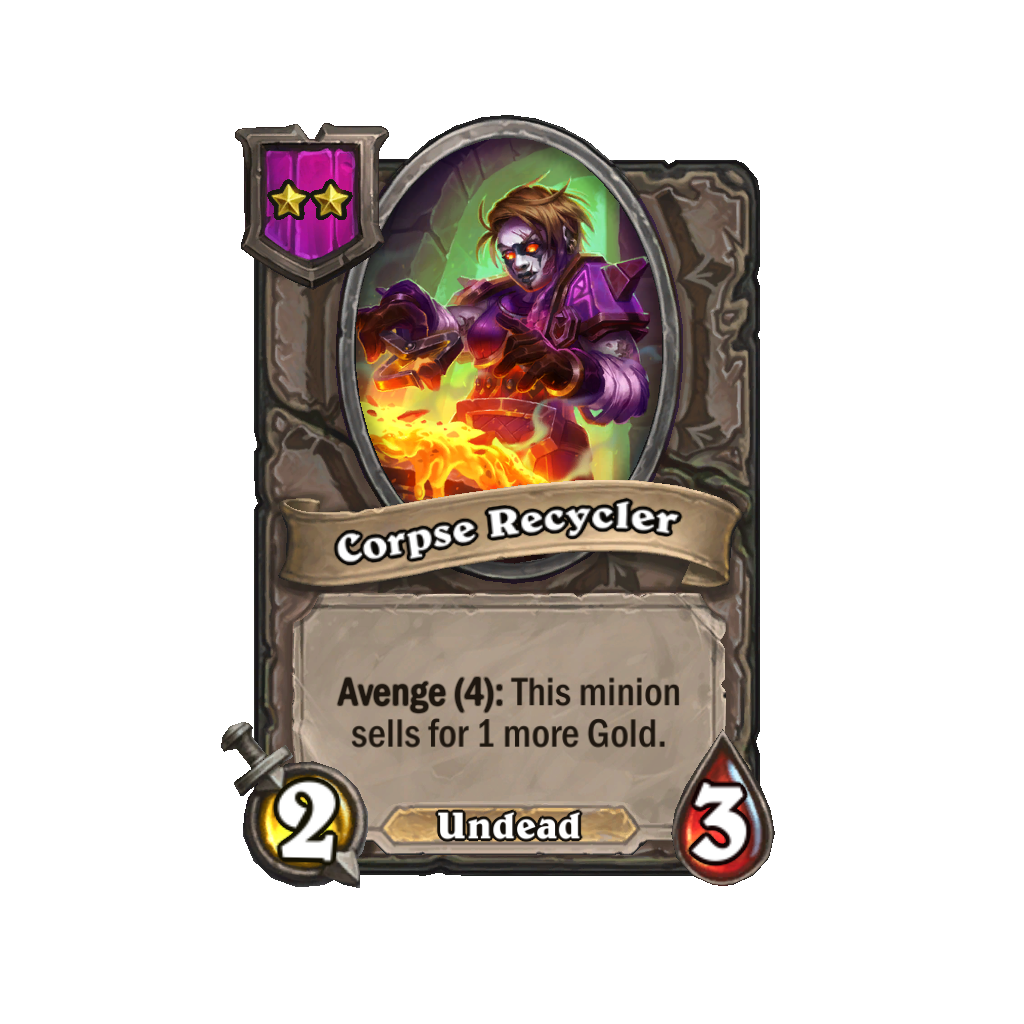 Corpse Recycler
Avenge (4): This minion
sells for 1 more Gold.
2
Undead
3